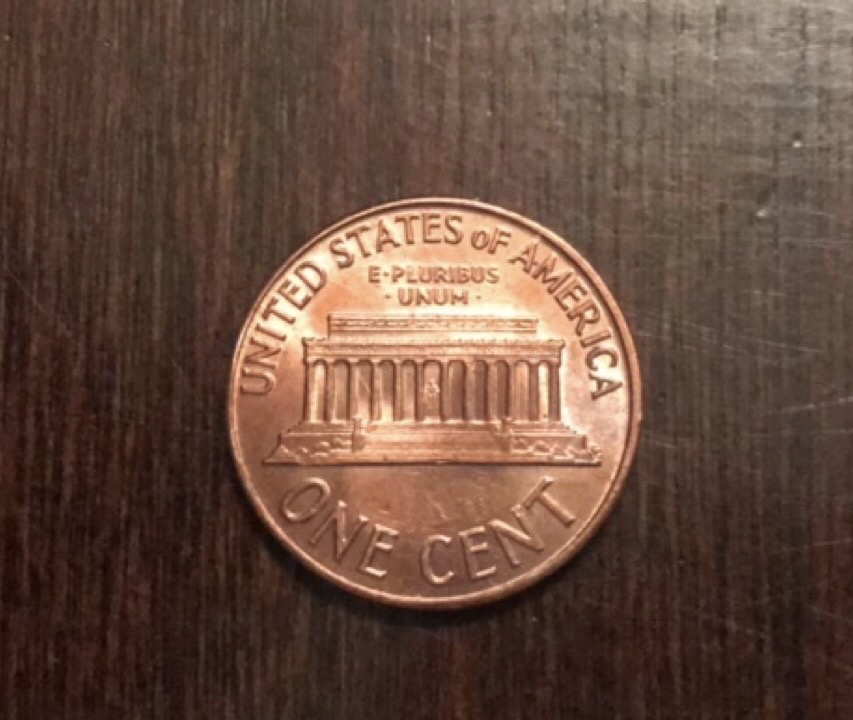 UNITED STATES OF AMERICA
E·PLURIBUS
·UNUM·
ONE CENT